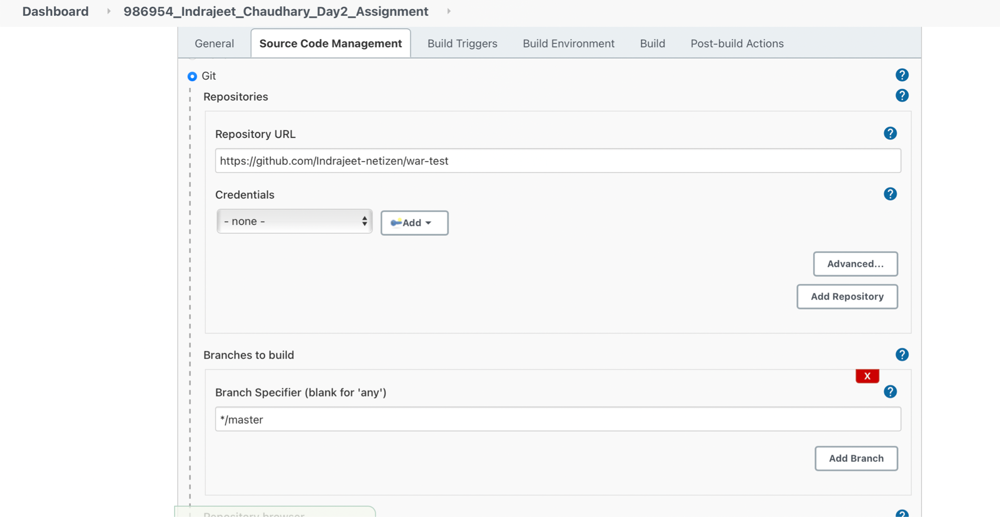 Dashboard 986954_Indrajeet_Chaudhary_Day2_Assignment
General Source Code Management Build Triggers Build Environment Build Post-build Actions
Git
?
Repositories
?
Repository URL
?
https://github.com/Indrajeet-netizen/war-test
Credentials
?
- none -
Add
Advanced...
Add Repository
Branches to build
?
X
Branch Specifier (blank for 'any')
?
*/master
Add Branch
Repository browser
?